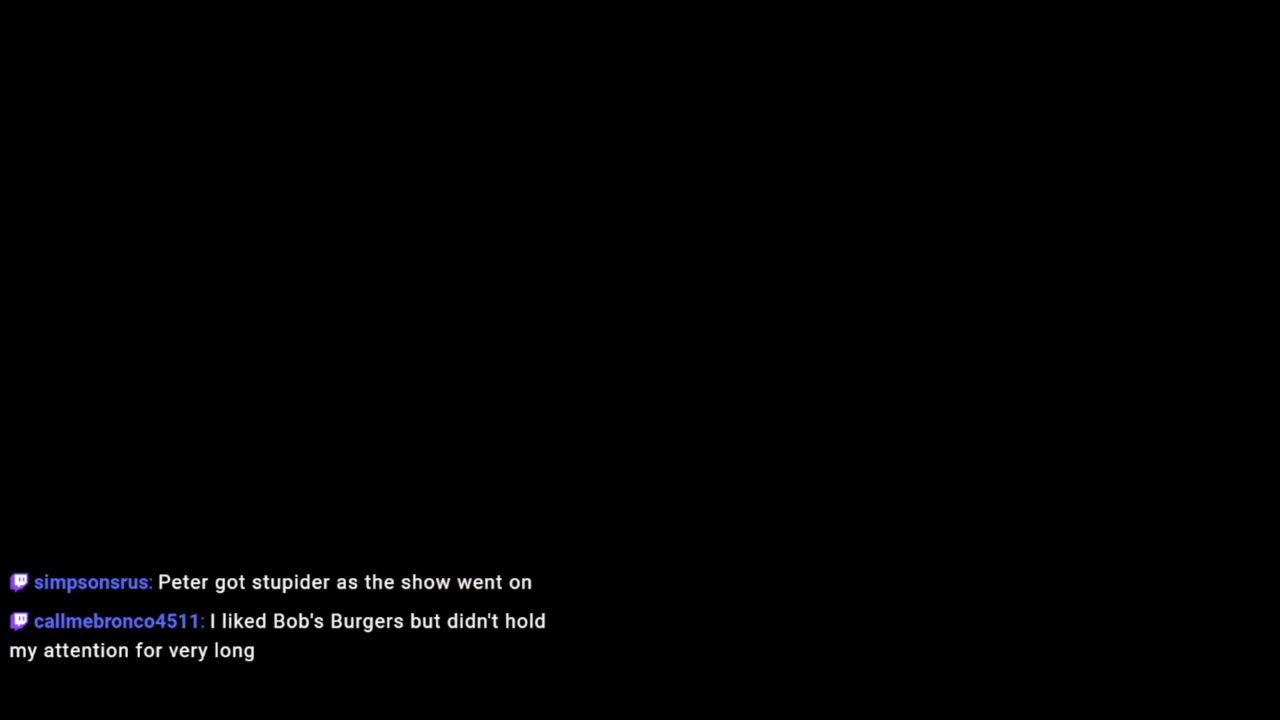 simpsonsrus: Peter got stupider as the show went on
callmebronco4511: I liked Bob's Burgers but didn't hold
my attention for very long